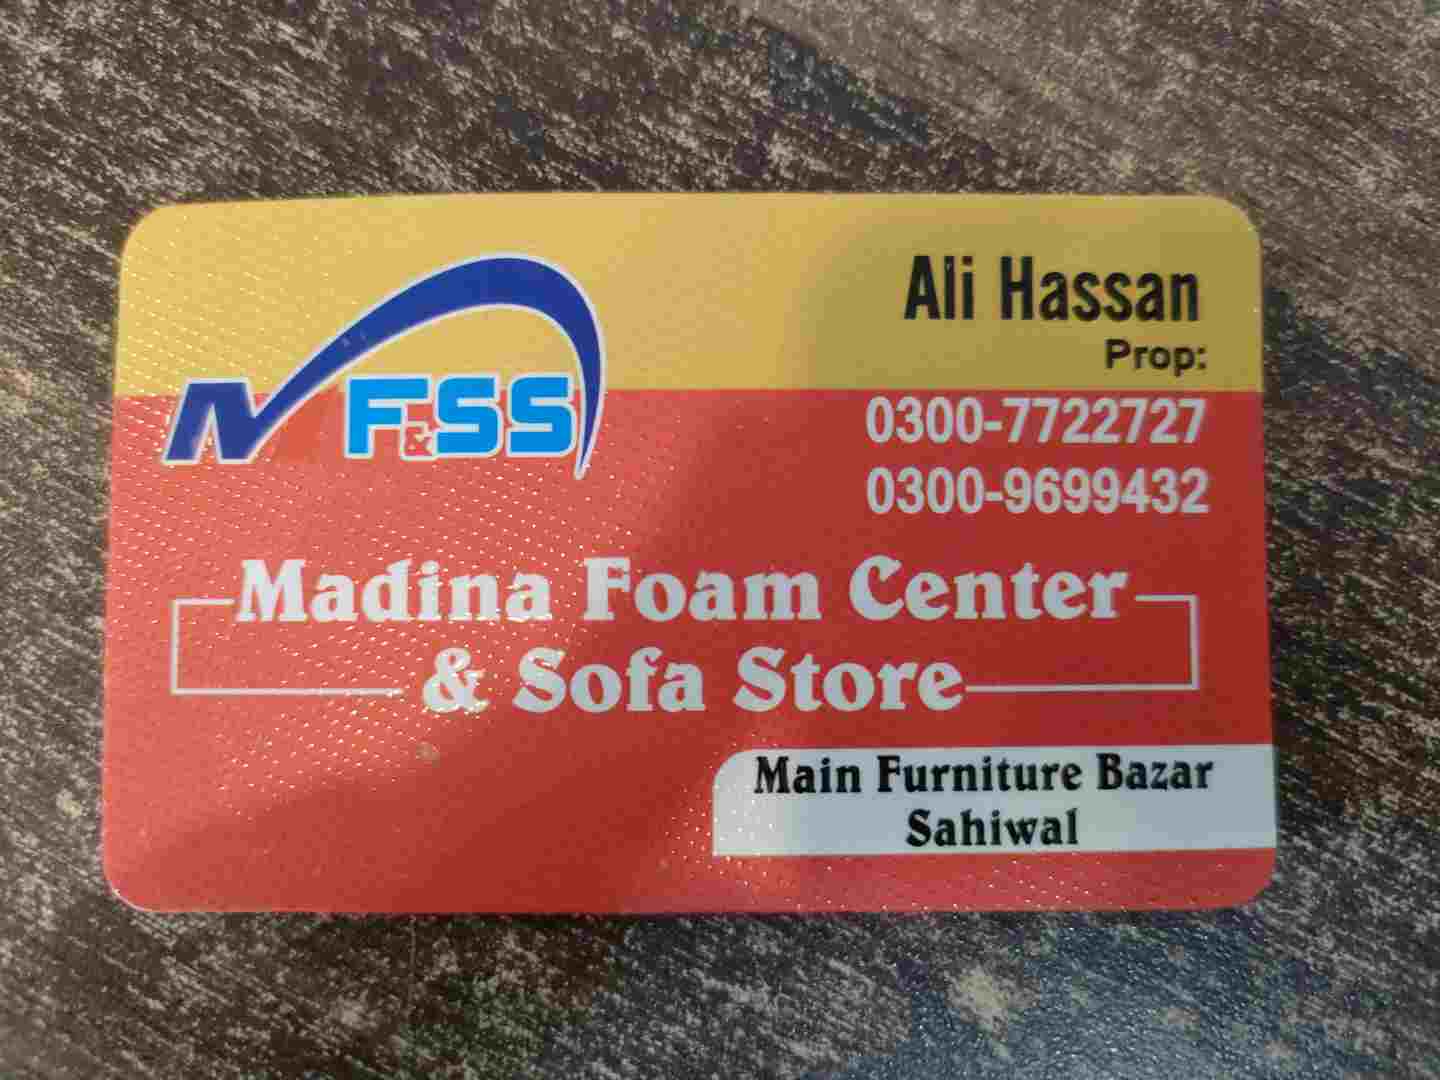 MF&SS
Ali Hassan
Prop:
0300-7722727
0300-9699432
Madina Foam Center
& Sofa Store
Main Furniture Bazar
Sahiwal